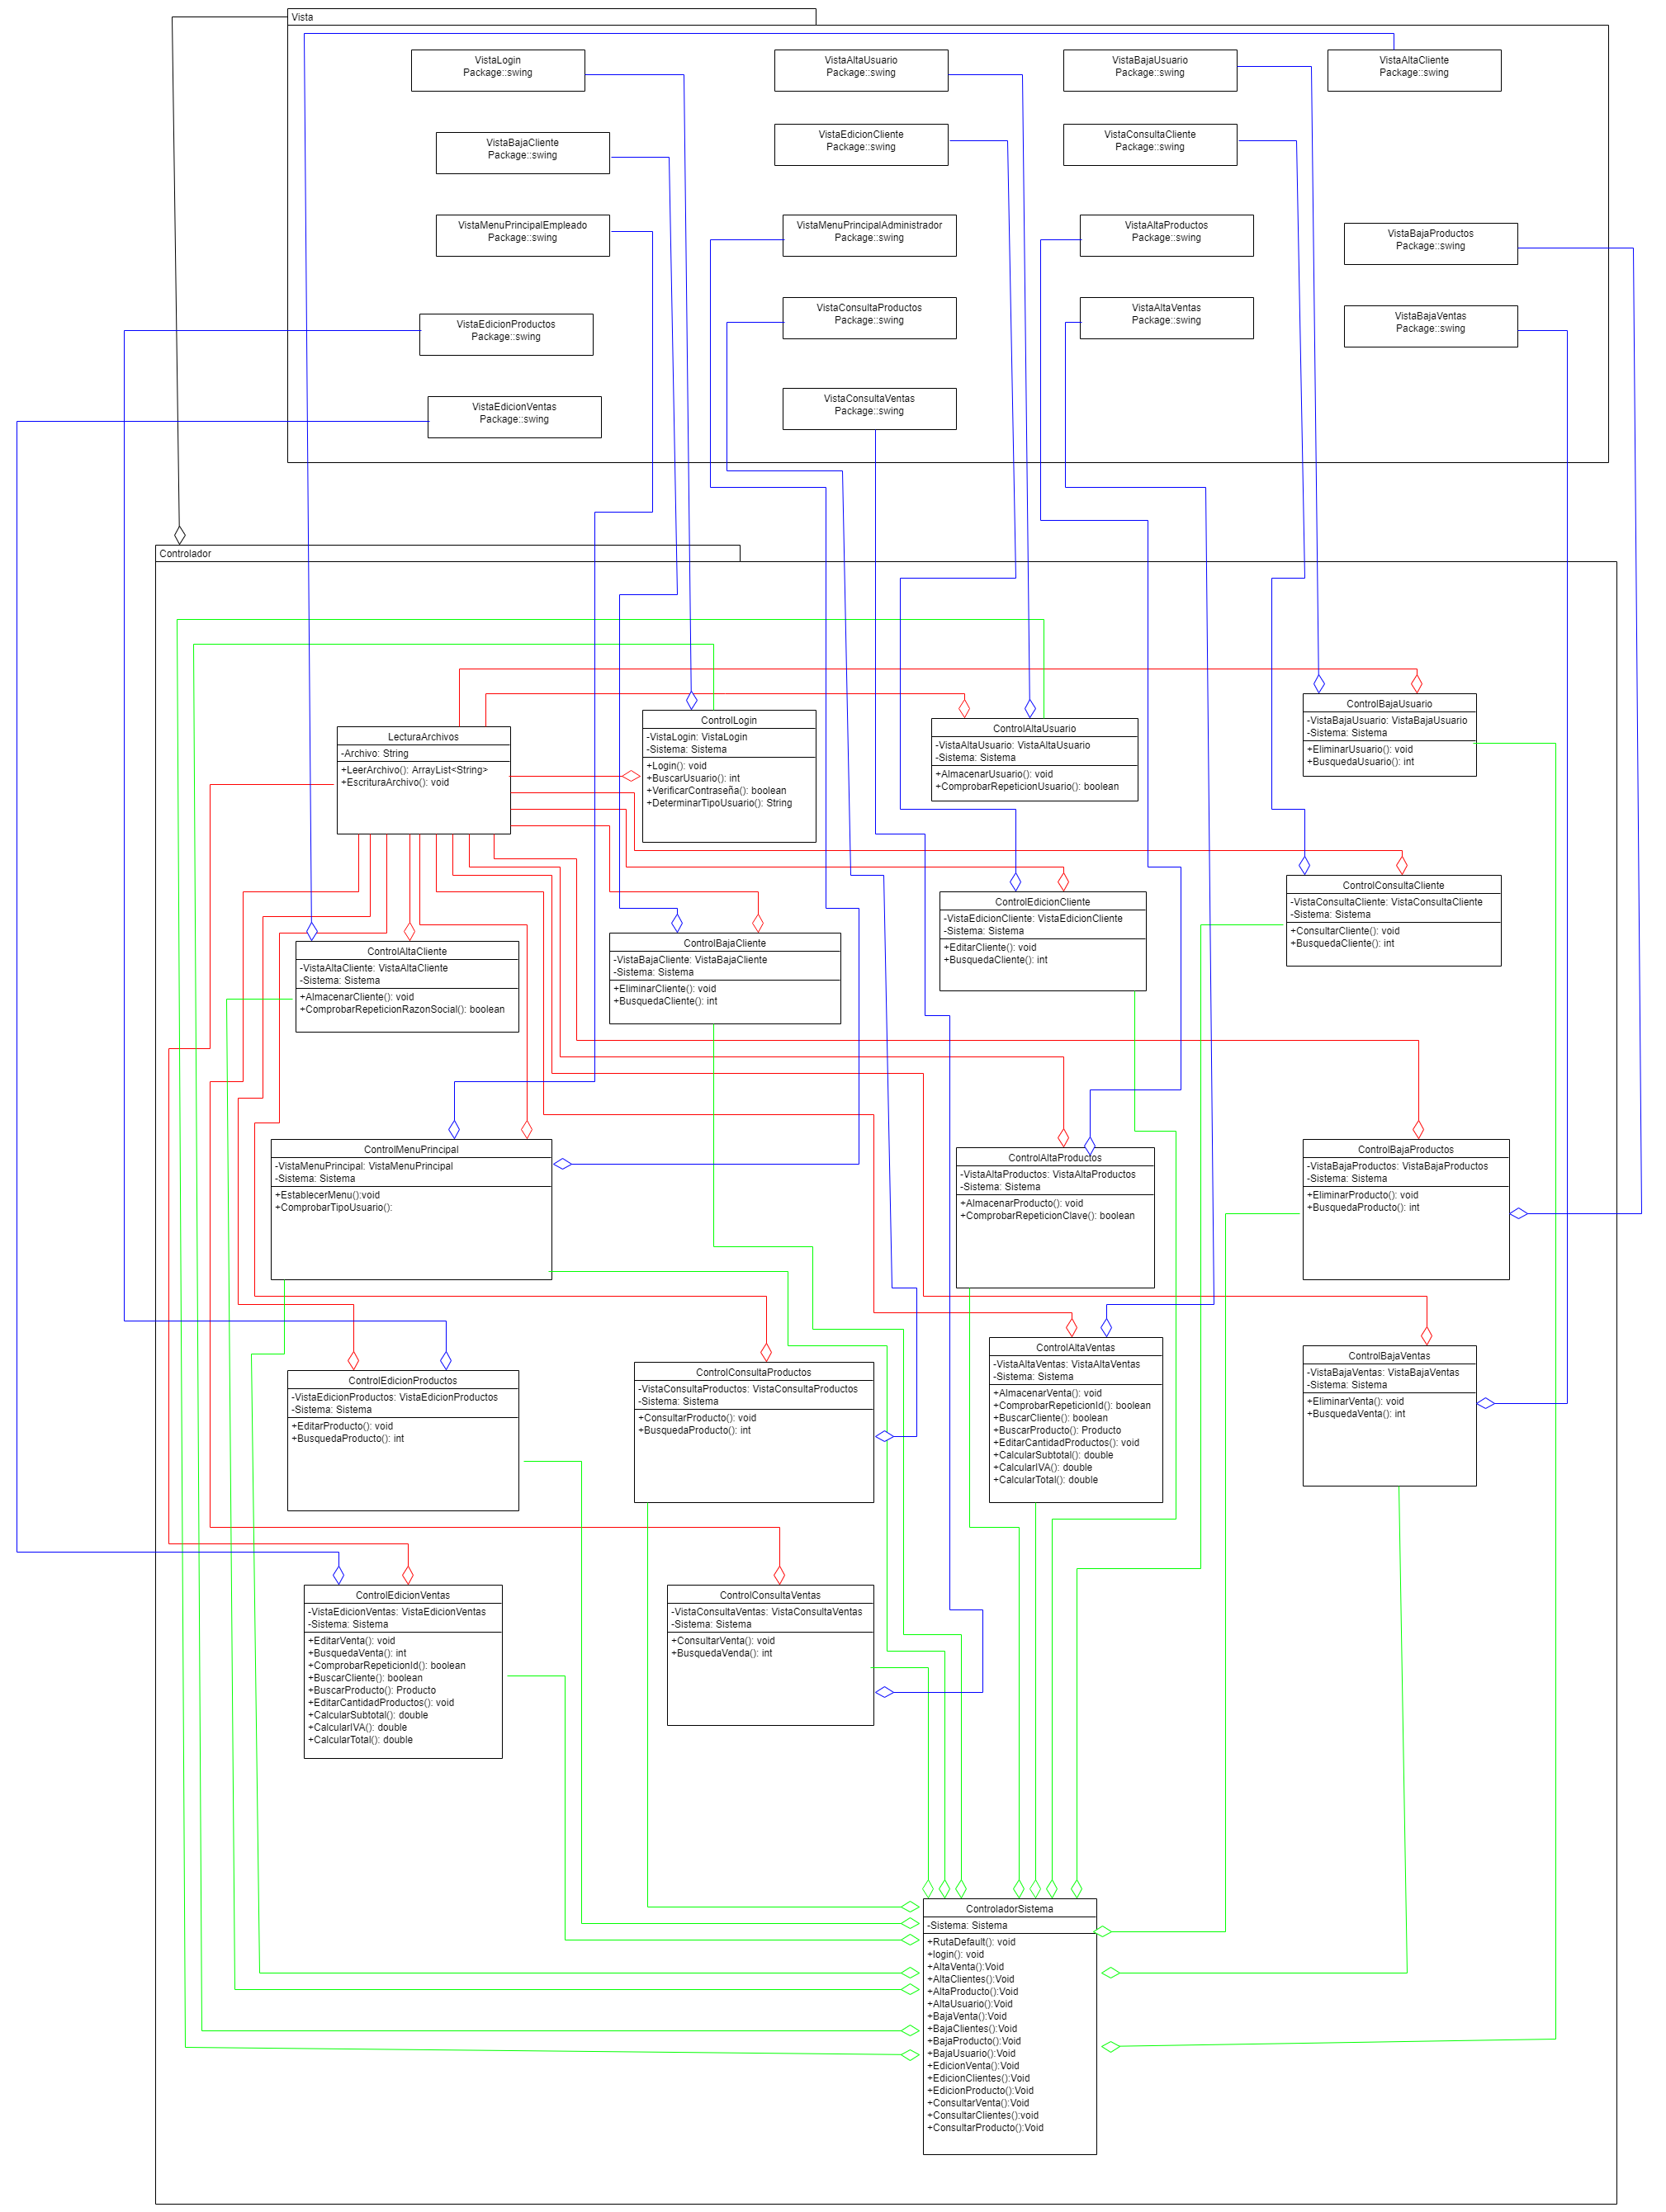 Vista
VistaLogin
Package::swing
VistaAltaUsuario
Package::swing
VistaBajaUsuario
Package::swing
VistaAltaCliente
Package::swing
VistaBajaCliente
Package::swing
VistaEdicionCliente
Package::swing
VistaConsultaCliente
Package::swing
VistaMenuPrincipalEmpleado
Package::swing
VistaMenuPrincipalAdministrador
Package::swing
VistaAltaProductos
Package::swing
VistaBajaProductos
Package::swing
VistaEdicionProductos
Package::swing
VistaConsultaProductos
Package::swing
VistaAltaVentas
Package::swing
VistaBajaVentas
Package::swing
VistaEdicionVentas
Package::swing
VistaConsultaVentas
Package::swing
Controlador
LecturaArchivos
-Archivo: String
+LeerArchivo(): ArrayList<String>
+EscrituraArchivo(): void
ControlLogin
-VistaLogin: VistaLogin
-Sistema: Sistema
+Login(): void
+BuscarUsuario(): int
+VerificarContraseña(): boolean
+DeterminarTipoUsuario(): String
ControlAltaUsuario
-VistaAltaUsuario: VistaAltaUsuario
-Sistema: Sistema
+AlmacenarUsuario(): void
+ComprobarRepeticionUsuario(): boolean
ControlBajaUsuario
-VistaBajaUsuario: VistaBajaUsuario
-Sistema: Sistema
+EliminarUsuario(): void
+BusquedaUsuario(): int
ControlAltaCliente
-VistaAltaCliente: VistaAltaCliente
-Sistema: Sistema
+AlmacenarCliente(): void
+ComprobarRepeticionRazonSocial(): boolean
ControlBajaCliente
-VistaBajaCliente: VistaBajaCliente
-Sistema: Sistema
+EliminarCliente(): void
+BusquedaCliente(): int
ControlEdicionCliente
-VistaEdicionCliente: VistaEdicionCliente
-Sistema: Sistema
+EditarCliente(): void
+BusquedaCliente(): int
ControlConsultaCliente
-VistaConsultaCliente: VistaConsultaCliente
-Sistema: Sistema
+ConsultarCliente(): void
+BusquedaCliente(): int
ControlMenuPrincipal
-VistaMenuPrincipal: VistaMenuPrincipal
-Sistema: Sistema
+EstablecerMenu():void
+ComprobarTipoUsuario():
ControlAltaProductos
-VistaAltaProductos: VistaAltaProductos
-Sistema: Sistema
+AlmacenarProducto(): void
+ComprobarRepeticionClave(): boolean
ControlBajaProductos
-VistaBajaProductos: VistaBajaProductos
-Sistema: Sistema
+EliminarProducto(): void
+BusquedaProducto(): int
ControlEdicionProductos
-VistaEdicionProductos: VistaEdicionProductos
-Sistema: Sistema
+EditarProducto(): void
+BusquedaProducto(): int
ControlConsultaProductos
-VistaConsultaProductos: VistaConsultaProductos
-Sistema: Sistema
+ConsultarProducto(): void
+BusquedaProducto(): int
ControlAltaVentas
-VistaAltaVentas: VistaAltaVentas
-Sistema: Sistema
+AlmacenarVenta(): void
+ComprobarRepeticionId(): boolean
+BuscarCliente(): boolean
+BuscarProducto(): Producto
+EditarCantidadProductos(): void
+CalcularSubtotal(): double
+CalcularIVA(): double
+CalcularTotal(): double
ControlBajaVentas
-VistaBajaVentas: VistaBajaVentas
-Sistema: Sistema
+EliminarVenta(): void
+BusquedaVenta(): int
ControlEdicionVentas
-VistaEdicionVentas: VistaEdicionVentas
-Sistema: Sistema
+EditarVenta(): void
+BusquedaVenta(): int
+ComprobarRepeticionId(): boolean
+BuscarCliente(): boolean
+BuscarProducto(): Producto
+EditarCantidadProductos(): void
+CalcularSubtotal(): double
+CalcularIVA(): double
+CalcularTotal(): double
ControlConsultaVentas
-VistaConsultaVentas: VistaConsultaVentas
-Sistema: Sistema
+ConsultarVenta(): void
+BusquedaVenda(): int
ControladorSistema
-Sistema: Sistema
+RutaDefault(): void
+login(): void
+AltaVenta():Void
+AltaClientes():Void
+AltaProducto():Void
+AltaUsuario():Void
+BajaVenta():Void
+BajaClientes():Void
+BajaProducto():Void
+BajaUsuario():Void
+EdicionVenta():Void
+EdicionClientes():Void
+EdicionProducto():Void
+ConsultarVenta():Void
+ConsultarClientes():void
+ConsultarProducto():Void